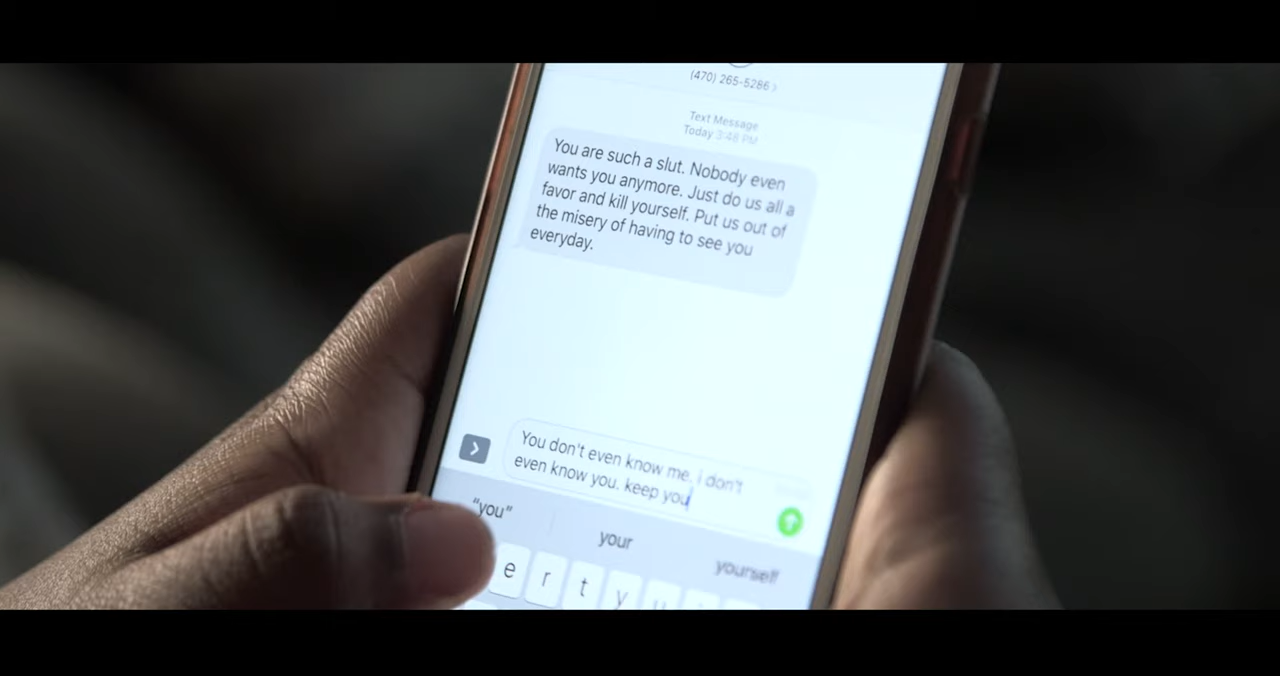 (470) 265-5286 >
Text Message
Today 3:48 PM
You are such a slut. Nobody even
wants you anymore. Just do us all a
favor and kill yourself. Put us out of
the misery of having to see you
everyday.
You don't even know me. i don't
even know you. keep you
"you"
your
yourself
e r t y u